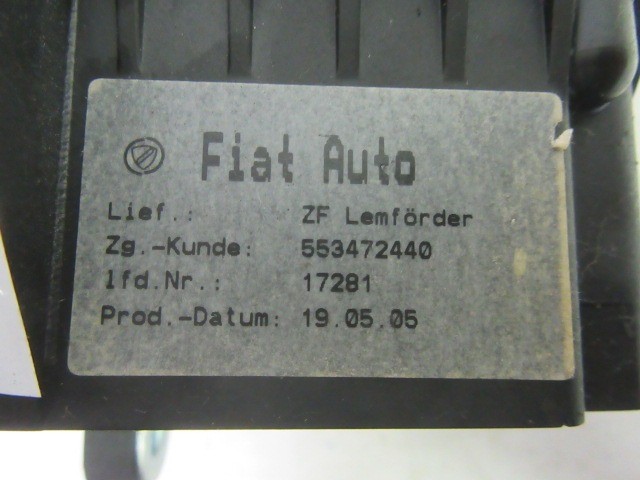 Fiat Auto
Lief.: ZF Lemförder
Zg.-Kunde: 553472440
lfd.Nr.: 17281
Prod.-Datum: 19.05.05